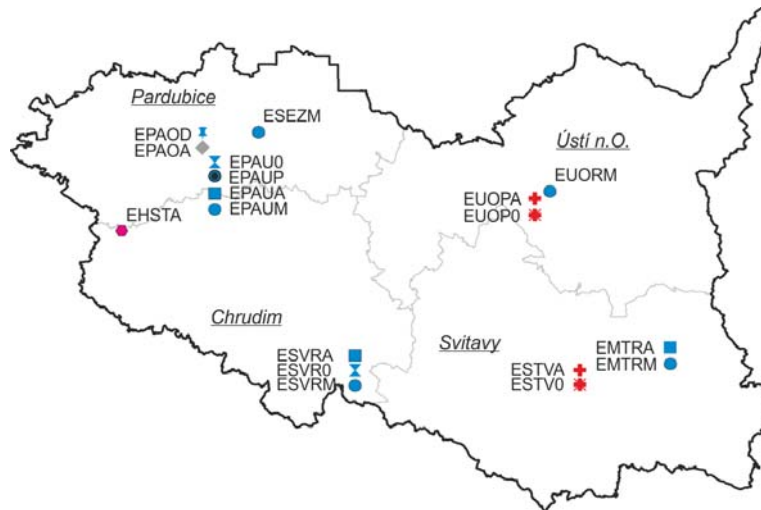 Pardubice
ESEZM
EPAOD
EPAOA
EPAU0
EPAUP
EPAUA
EPAUM
EHSTA
Ústí n.O.
EUORM
EUOPA
EUOP0
Chrudim
ESVRA
ESVR0
ESVRM
Svitavy
EMTRA
EMTRM
ESTVA
ESTV0